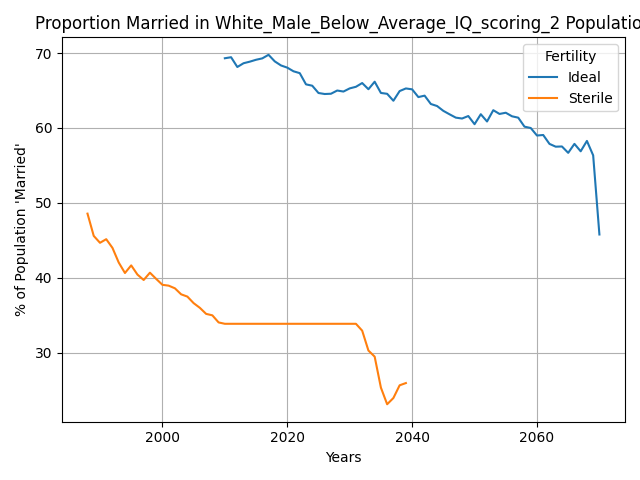 Proportion Married in White_Male_Below_Average_IQ_scoring_2 Populatio
Fertility
Ideal
Sterile
% of Population 'Married'
70
60
50
40
30
2000
2020
2040
2060
Years